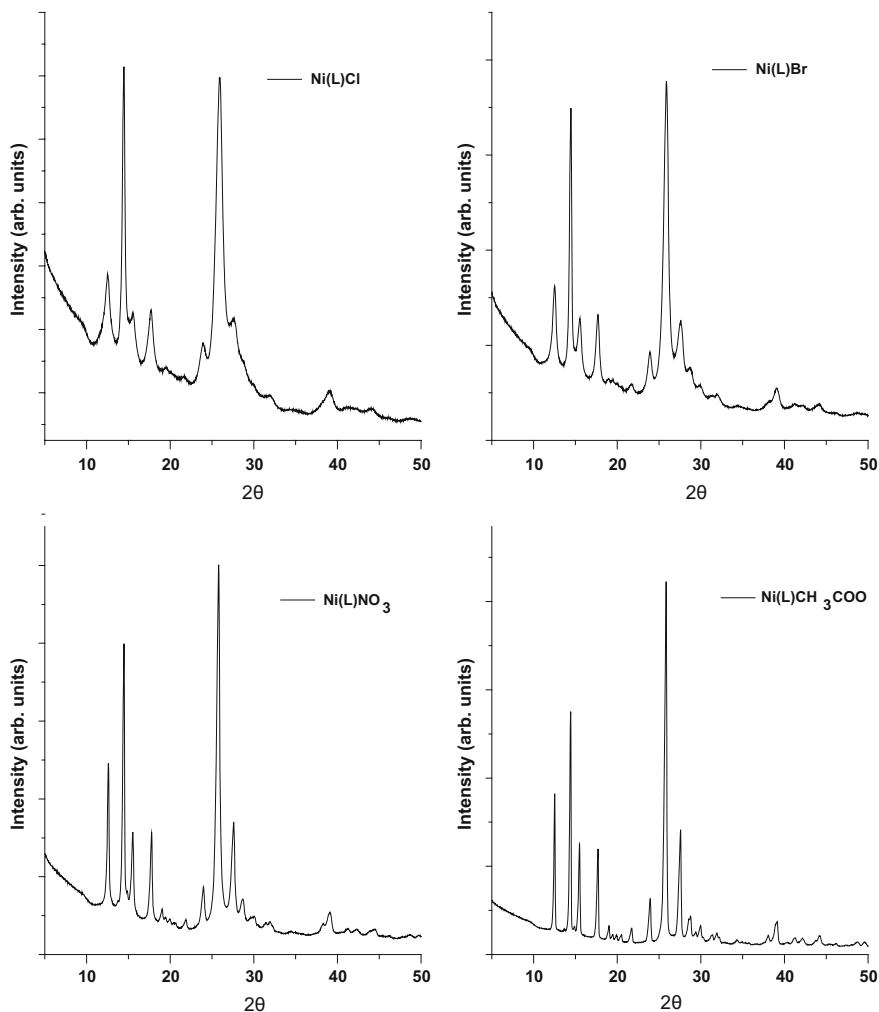 Ni(L)Cl
Intensity (arb. units)
10 20 30 40 50
2θ
Ni(L)Br
Intensity (arb. units)
10 20 30 40 50
2θ
Ni(L)NO3
Intensity (arb. units)
10 20 30 40 50
2θ
Ni(L)CH3COO
Intensity (arb. units)
10 20 30 40 50
2θ